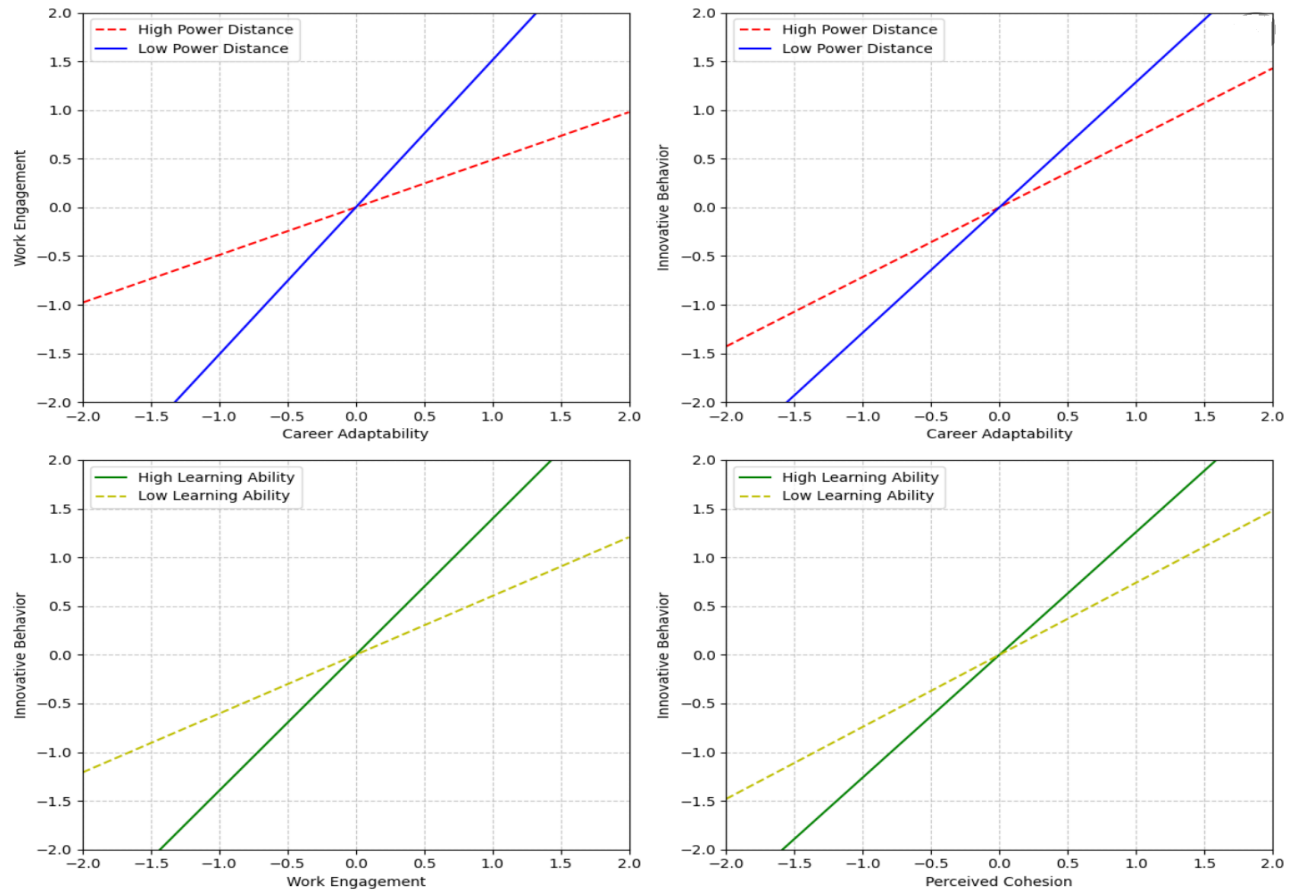 High Power Distance
Low Power Distance
2.0
1.5
1.0
0.5
0.0
−0.5
−1.0
−1.5
−2.0
Work Engagement
−2.0 −1.5 −1.0 −0.5 0.0 0.5 1.0 1.5 2.0
Career Adaptability
High Power Distance
Low Power Distance
2.0
1.5
1.0
0.5
0.0
−0.5
−1.0
−1.5
−2.0
Innovative Behavior
−2.0 −1.5 −1.0 −0.5 0.0 0.5 1.0 1.5 2.0
Career Adaptability
High Learning Ability
Low Learning Ability
2.0
1.5
1.0
0.5
0.0
−0.5
−1.0
−1.5
−2.0
Innovative Behavior
−2.0 −1.5 −1.0 −0.5 0.0 0.5 1.0 1.5 2.0
Work Engagement
High Learning Ability
Low Learning Ability
2.0
1.5
1.0
0.5
0.0
−0.5
−1.0
−1.5
−2.0
Innovative Behavior
−2.0 −1.5 −1.0 −0.5 0.0 0.5 1.0 1.5 2.0
Perceived Cohesion